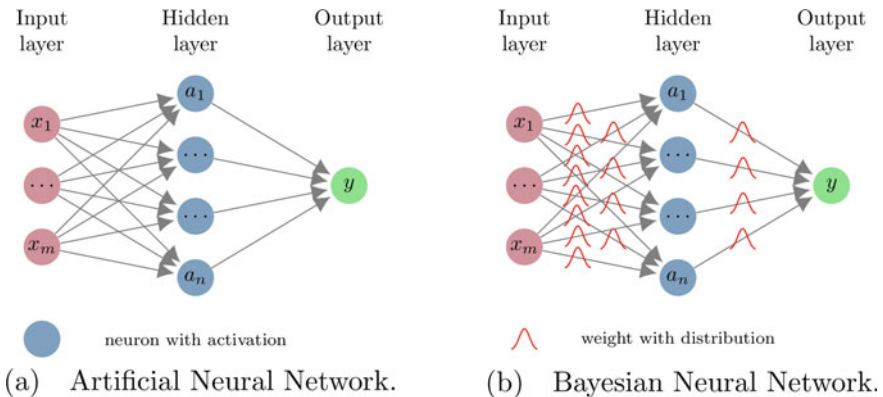 Input layer
Hidden layer
Output layer
x₁
...
xₘ
a₁
...
...
aₙ
y
neuron with activation
(a) Artificial Neural Network.
Input layer
Hidden layer
Output layer
x₁
...
xₘ
a₁
...
...
aₙ
y
weight with distribution
(b) Bayesian Neural Network.